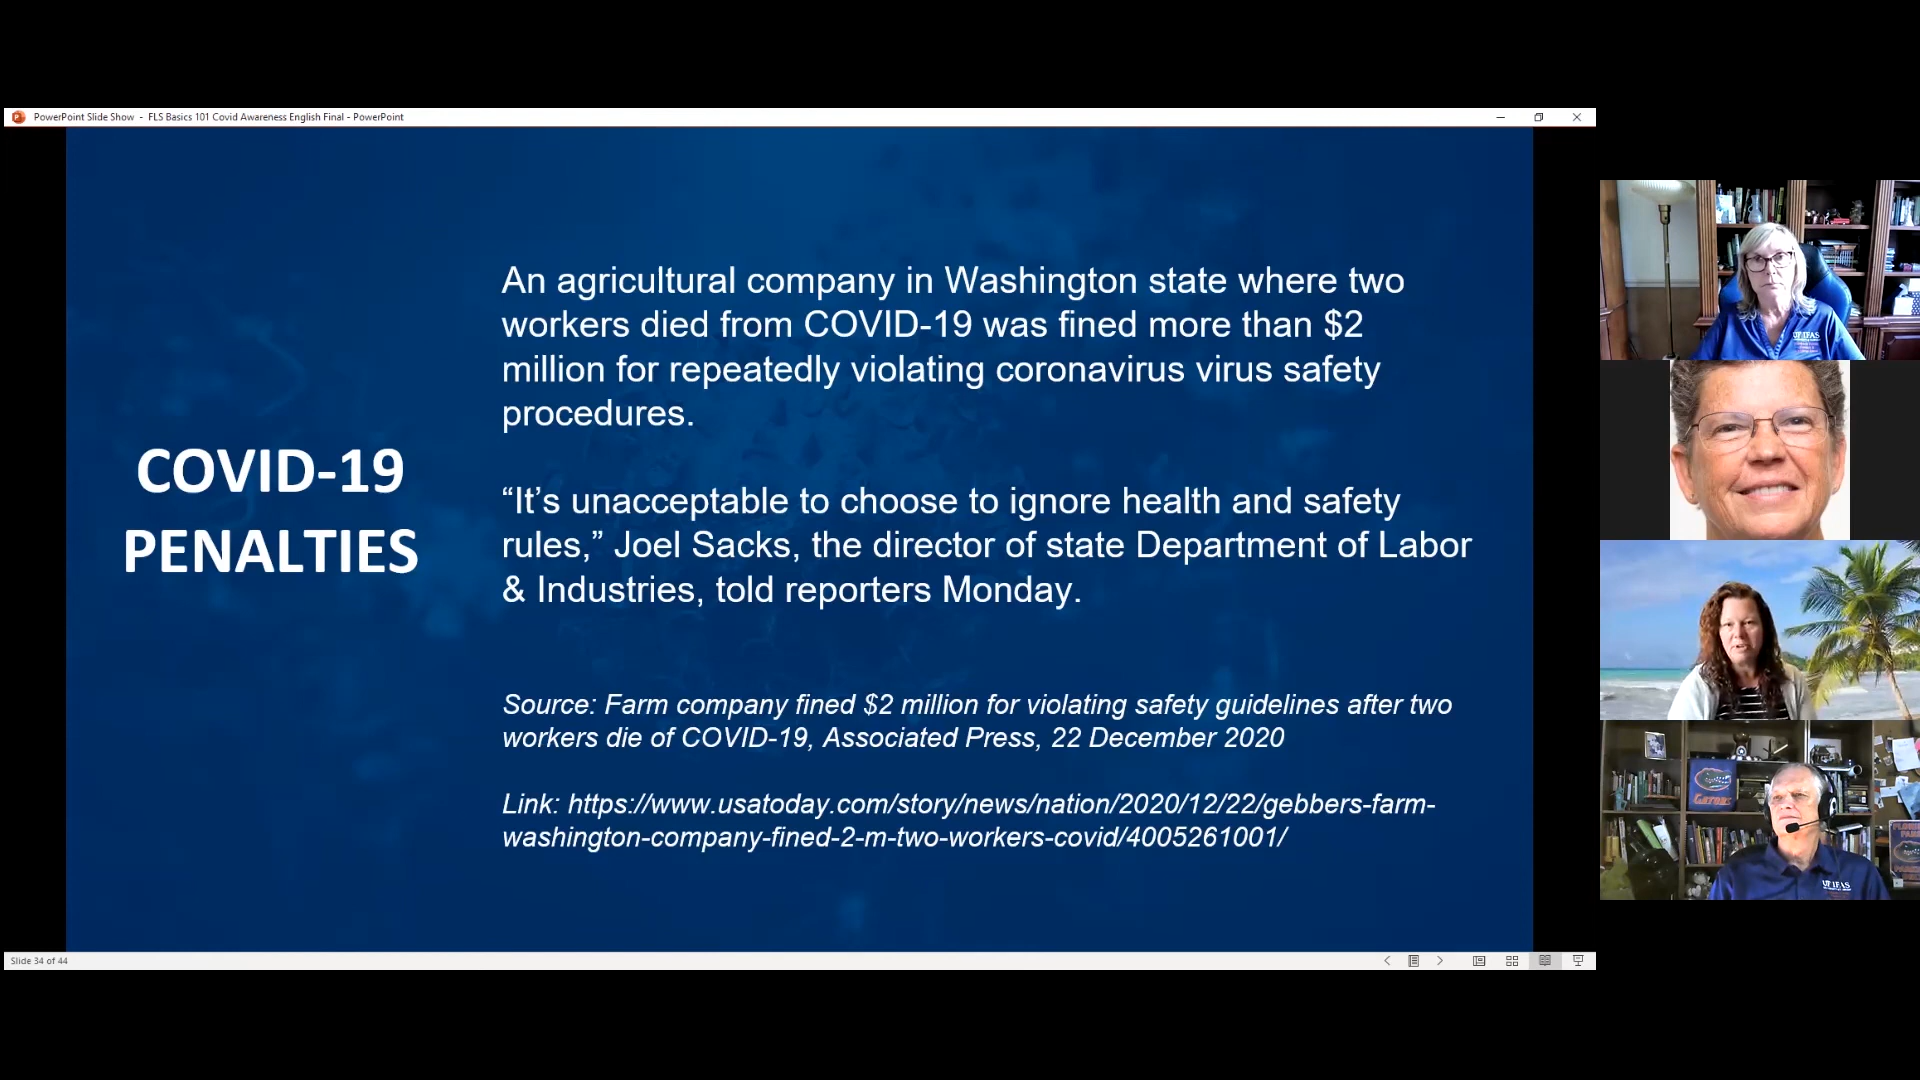 PowerPoint Slide Show - FLS Basics 101 Covid Awareness English Final - PowerPoint
COVID-19
PENALTIES
An agricultural company in Washington state where two
workers died from COVID-19 was fined more than $2
million for repeatedly violating coronavirus virus safety
procedures.
“It’s unacceptable to choose to ignore health and safety
rules,” Joel Sacks, the director of state Department of Labor
& Industries, told reporters Monday.
Source: Farm company fined $2 million for violating safety guidelines after two
workers die of COVID-19, Associated Press, 22 December 2020
Link: https://www.usatoday.com/story/news/nation/2020/12/22/gebbers-farm-
washington-company-fined-2-m-two-workers-covid/4005261001/
Slide 34 of 44
UF IFAS
GATORS
UF IFAS